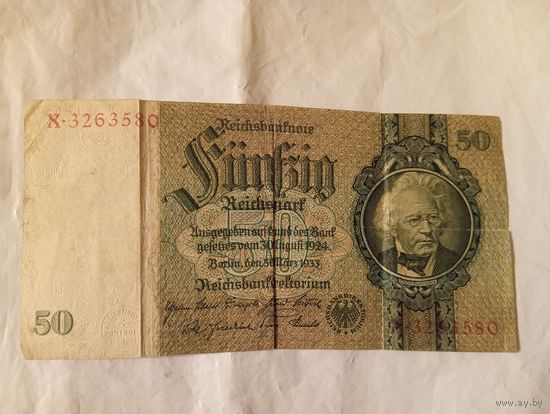 X·3263580
Reichsbanknote
50
Fünfzig
Reichsmark
50
Ausgegeben auf Grund des Bank
gesetzes vom 30. August 1924
Berlin, den 30. März 1933
Reichsbankdirektorium
50
X·3263580
www.ay.by